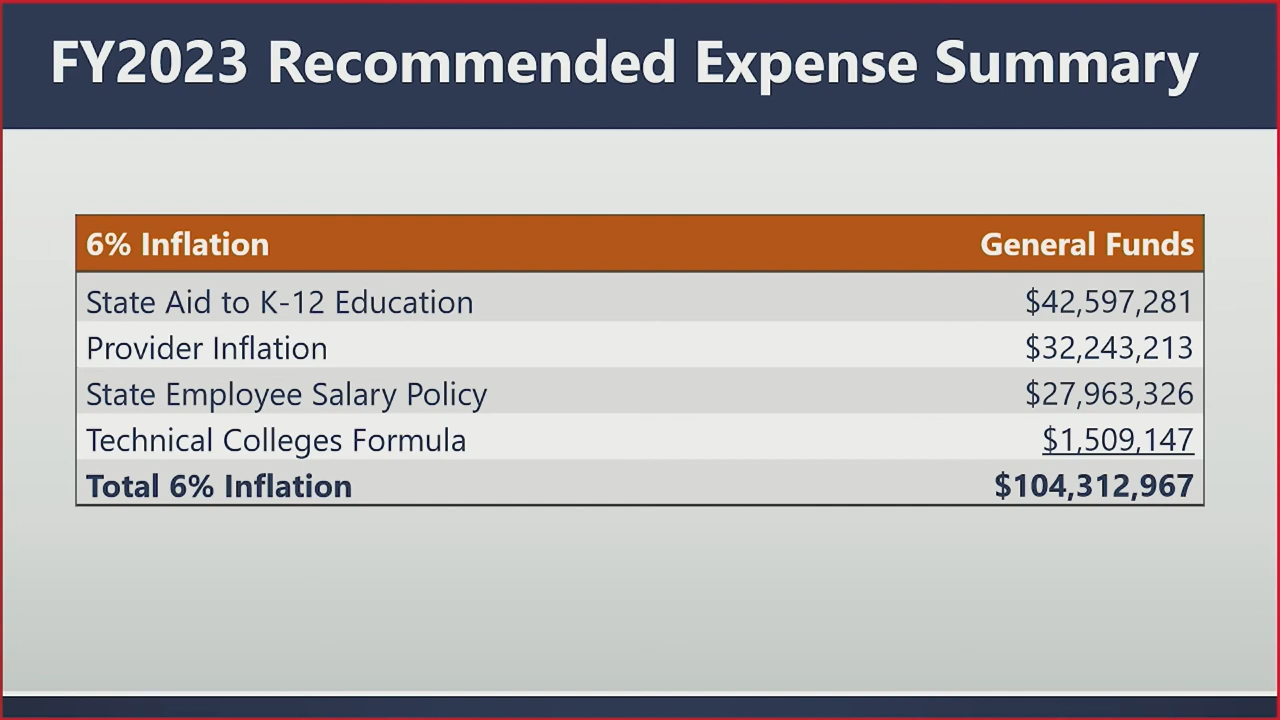 FY2023 Recommended Expense Summary
6% Inflation General Funds
State Aid to K-12 Education $42,597,281
Provider Inflation $32,243,213
State Employee Salary Policy $27,963,326
Technical Colleges Formula $1,509,147
Total 6% Inflation $104,312,967